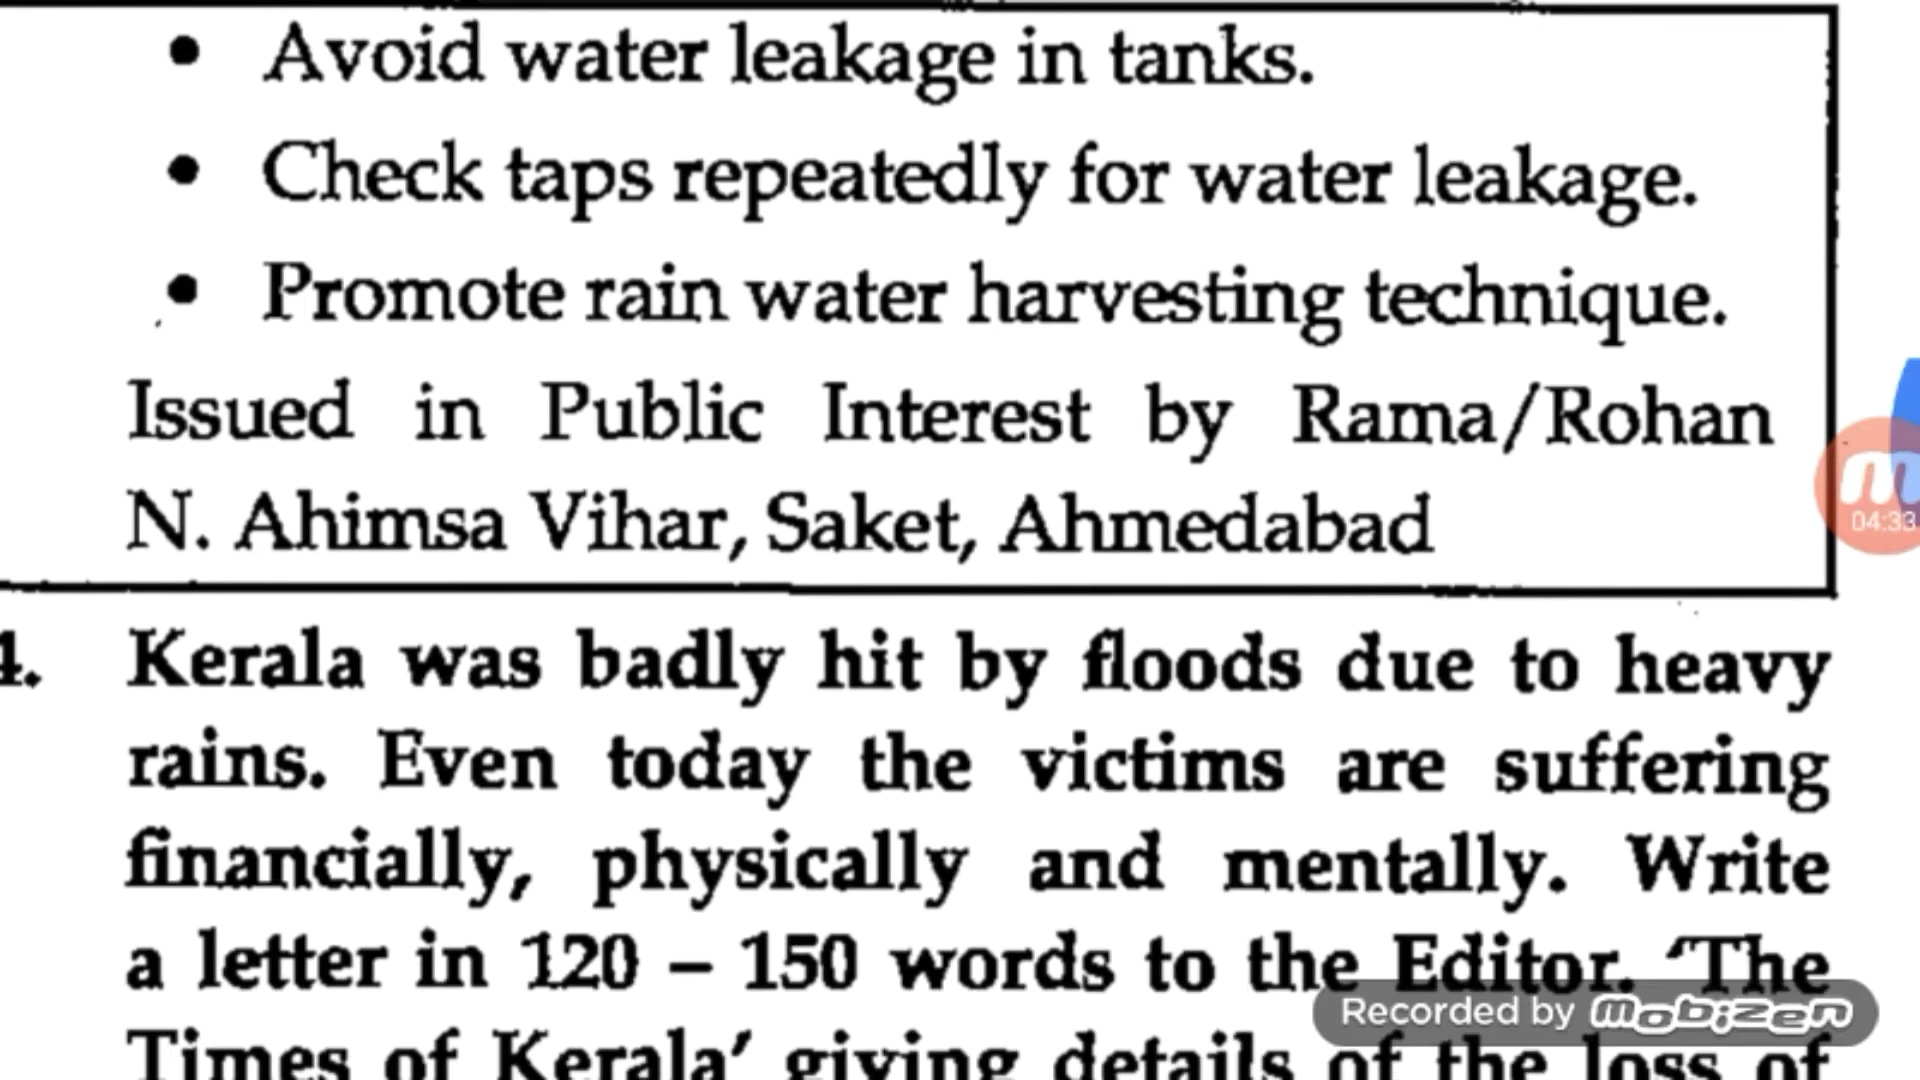 • Avoid water leakage in tanks.
• Check taps repeatedly for water leakage.
• Promote rain water harvesting technique.
Issued in Public Interest by Rama/Rohan
N. Ahimsa Vihar, Saket, Ahmedabad
04:33
4. Kerala was badly hit by floods due to heavy
rains. Even today the victims are suffering
financially, physically and mentally. Write
a letter in 120 – 150 words to the Editor. 'The
Times of Kerala' giving details of the loss of
Recorded by mobizen